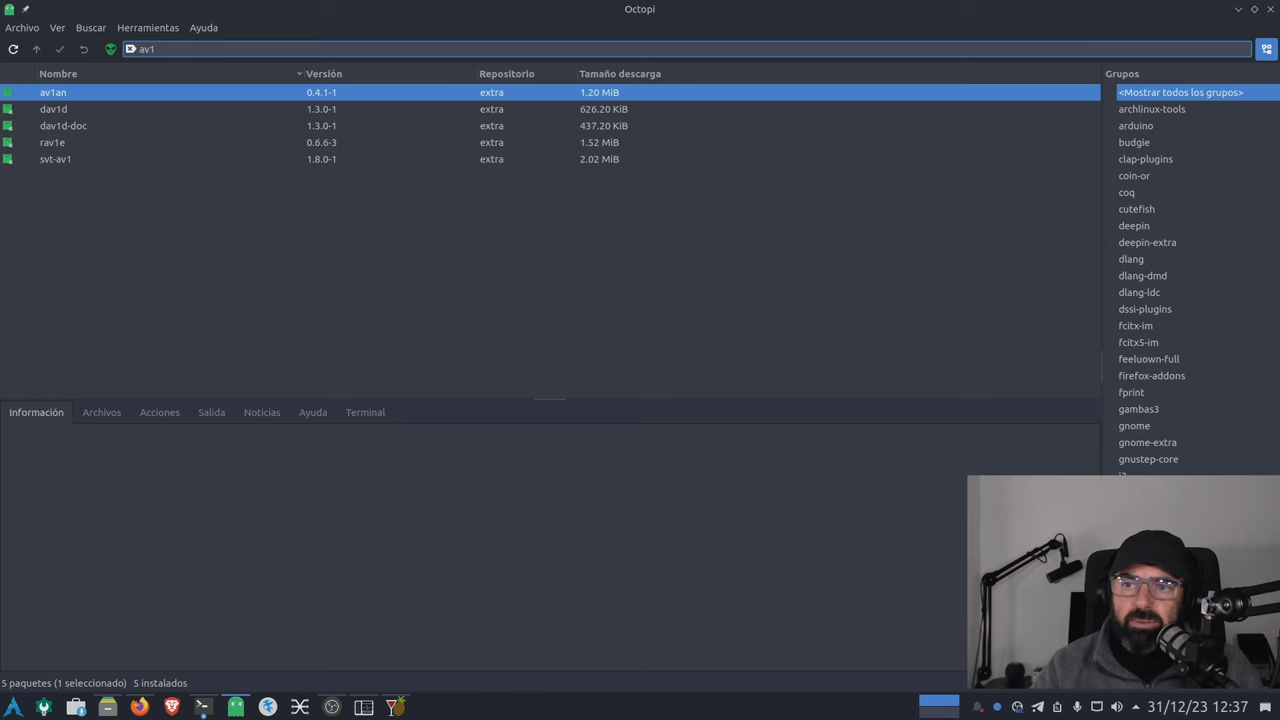 Octopi
Archivo Ver Buscar Herramientas Ayuda
av1
Nombre Versión Repositorio Tamaño descarga
av1an 0.4.1-1 extra 1.20 MiB
dav1d 1.3.0-1 extra 626.20 KiB
dav1d-doc 1.3.0-1 extra 437.20 KiB
rav1e 0.6.6-3 extra 1.52 MiB
svt-av1 1.8.0-1 extra 2.02 MiB
Grupos
<Mostrar todos los grupos>
archlinux-tools
arduino
budgie
clap-plugins
coin-or
coq
cutefish
deepin
deepin-extra
dlang
dlang-dmd
dlang-ldc
dssi-plugins
fcitx-im
fcitx5-im
feeluown-full
firefox-addons
fprint
gambas3
gnome
gnome-extra
gnustep-core
Información Archivos Acciones Salida Noticias Ayuda Terminal
5 paquetes (1 seleccionado) 5 instalados
31/12/23 12:37